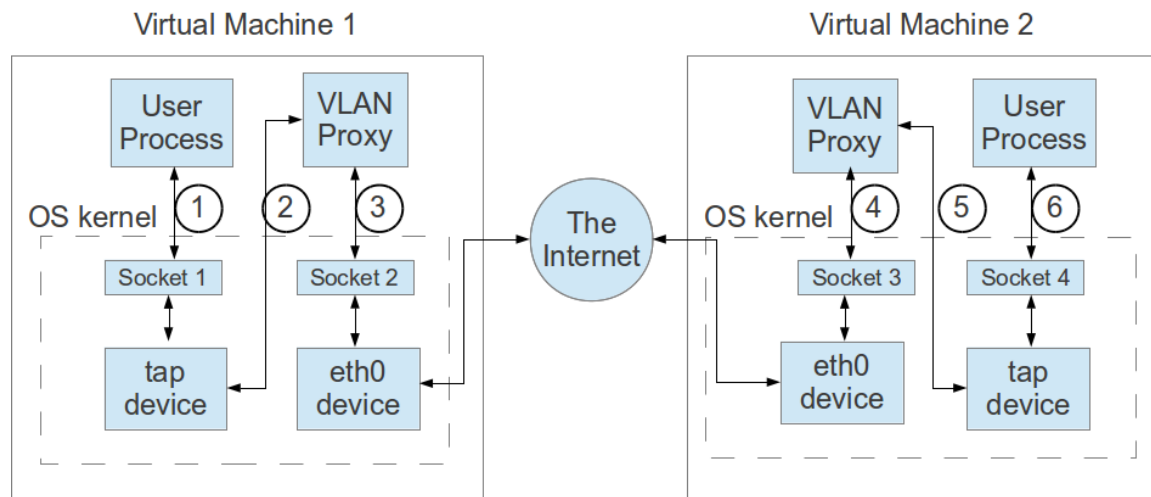 Virtual Machine 1
Virtual Machine 2
User
Process
VLAN
Proxy
VLAN
Proxy
User
Process
1
2
3
4
5
6
OS kernel
OS kernel
The
Internet
Socket 1
Socket 2
Socket 3
Socket 4
tap
device
eth0
device
eth0
device
tap
device